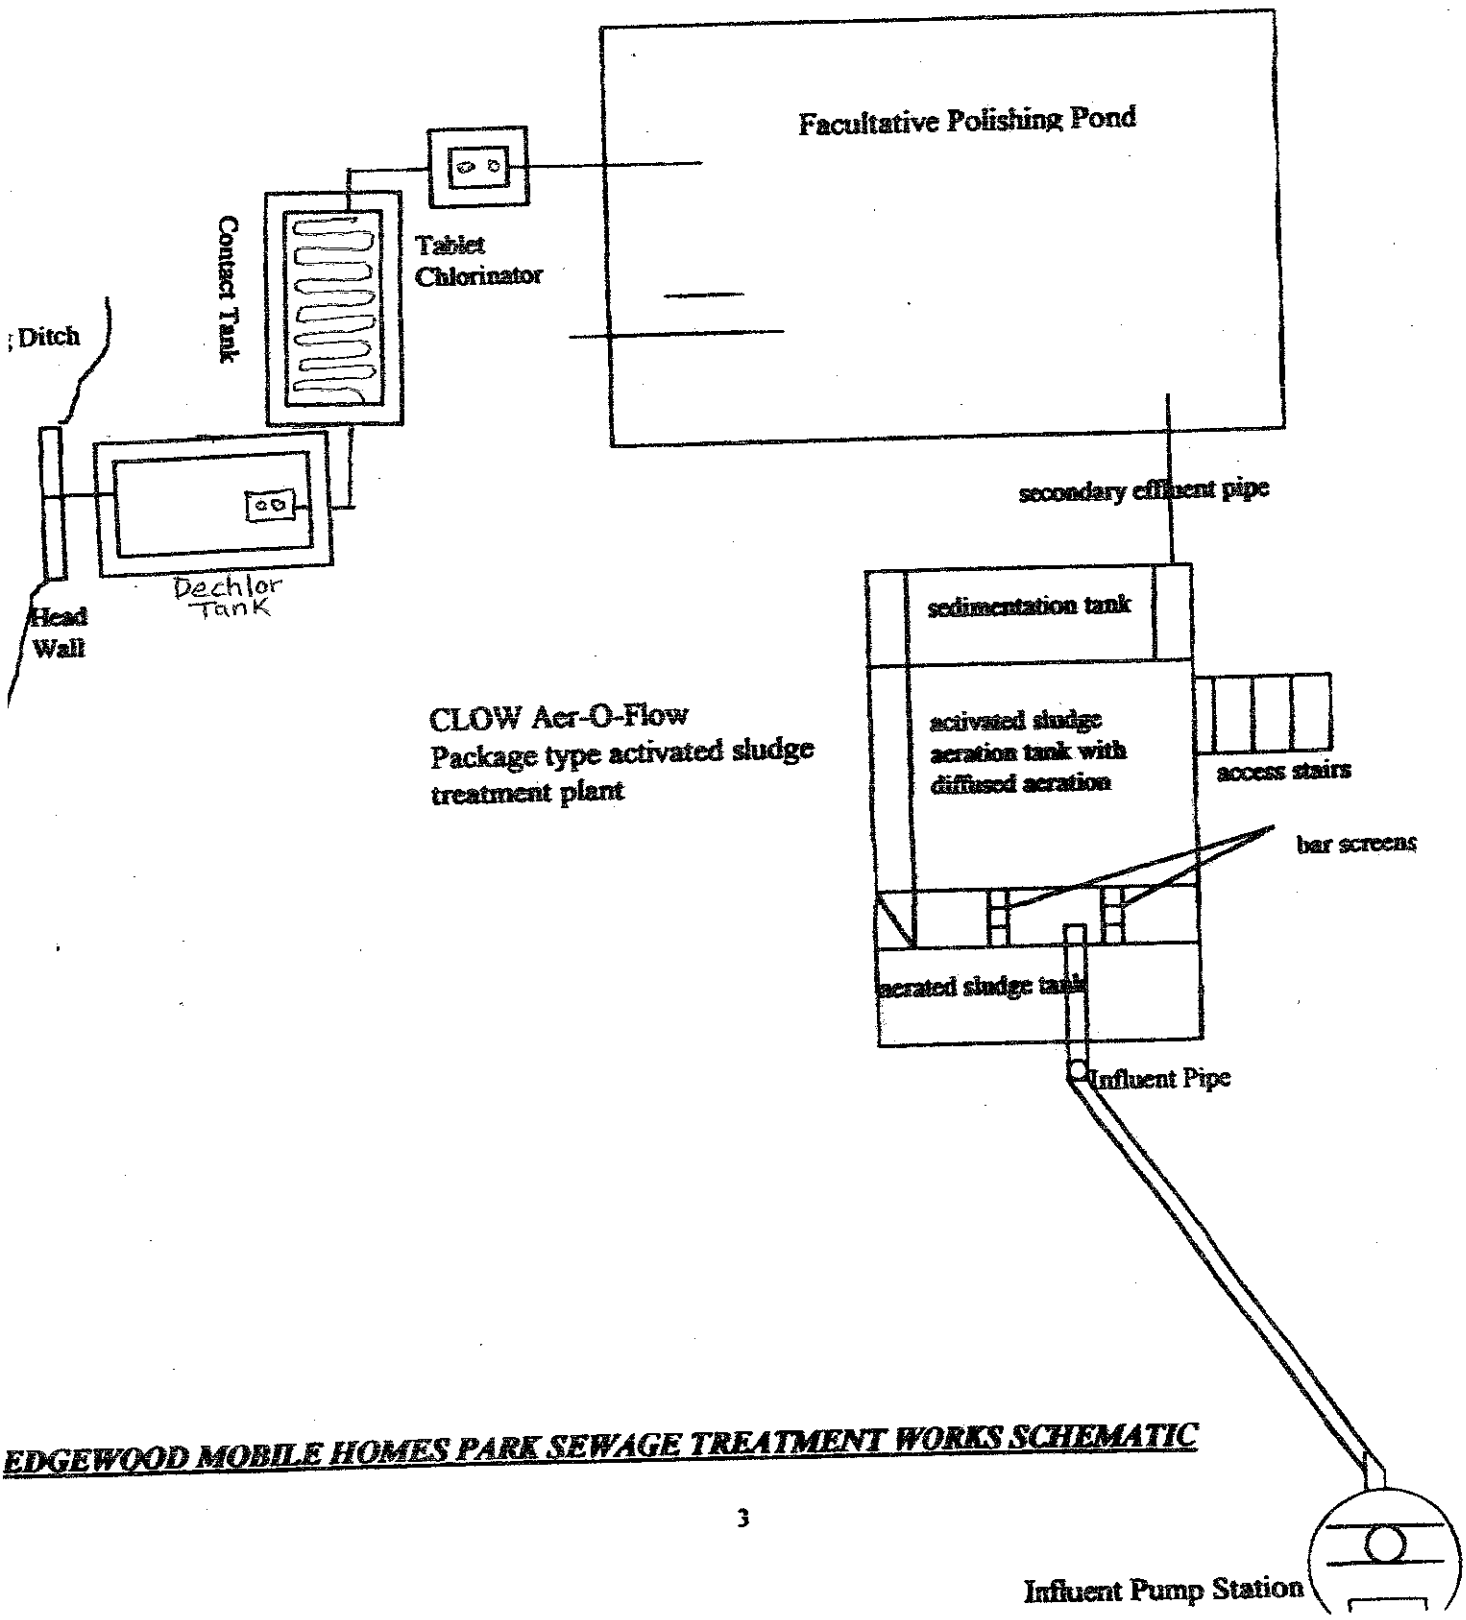 Facultative Polishing Pond
Contact Tank
Tablet
Chlorinator
Ditch
secondary effluent pipe
Dechlor
Tank
Head
Wall
sedimentation tank
CLOW Aer-O-Flow
Package type activated sludge
treatment plant
activated sludge
aeration tank with
diffused aeration
access stairs
bar screens
aerated sludge tank
Influent Pipe
EDGEWOOD MOBILE HOMES PARK SEWAGE TREATMENT WORKS SCHEMATIC
3
Influent Pump Station